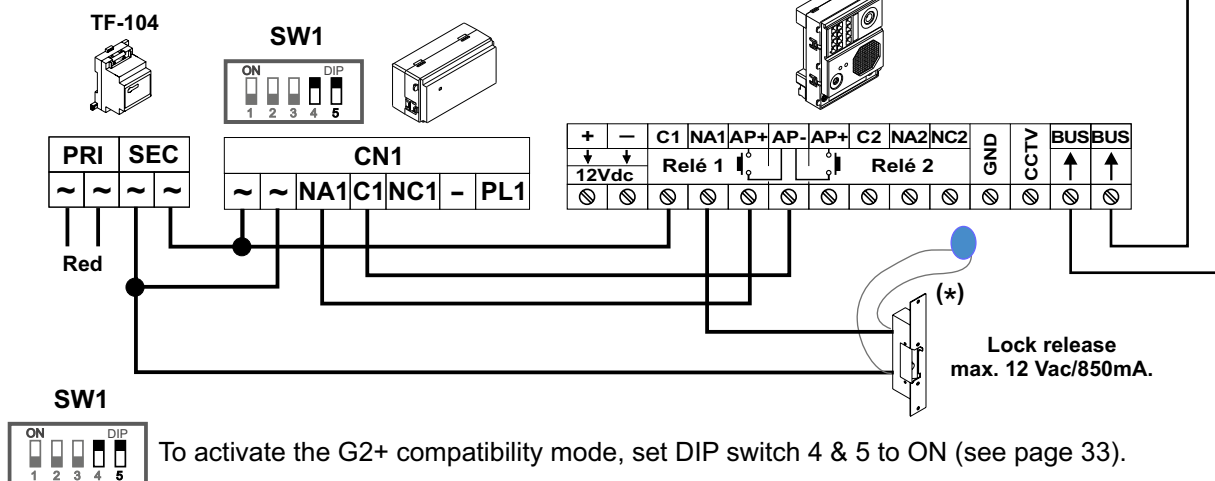 TF-104
SW1
ON DIP
1 2 3 4 5
PRI SEC
~ ~ ~ ~
Red
CN1
~ ~ NA1 C1 NC1 – PL1
+ – C1 NA1 AP+ AP- AP+ C2 NA2 NC2 GND CCTV BUS BUS
12Vdc Relé 1 Relé 2
(*)
Lock release
max. 12 Vac/850mA.
SW1
ON DIP
1 2 3 4 5
To activate the G2+ compatibility mode, set DIP switch 4 & 5 to ON (see page 33).